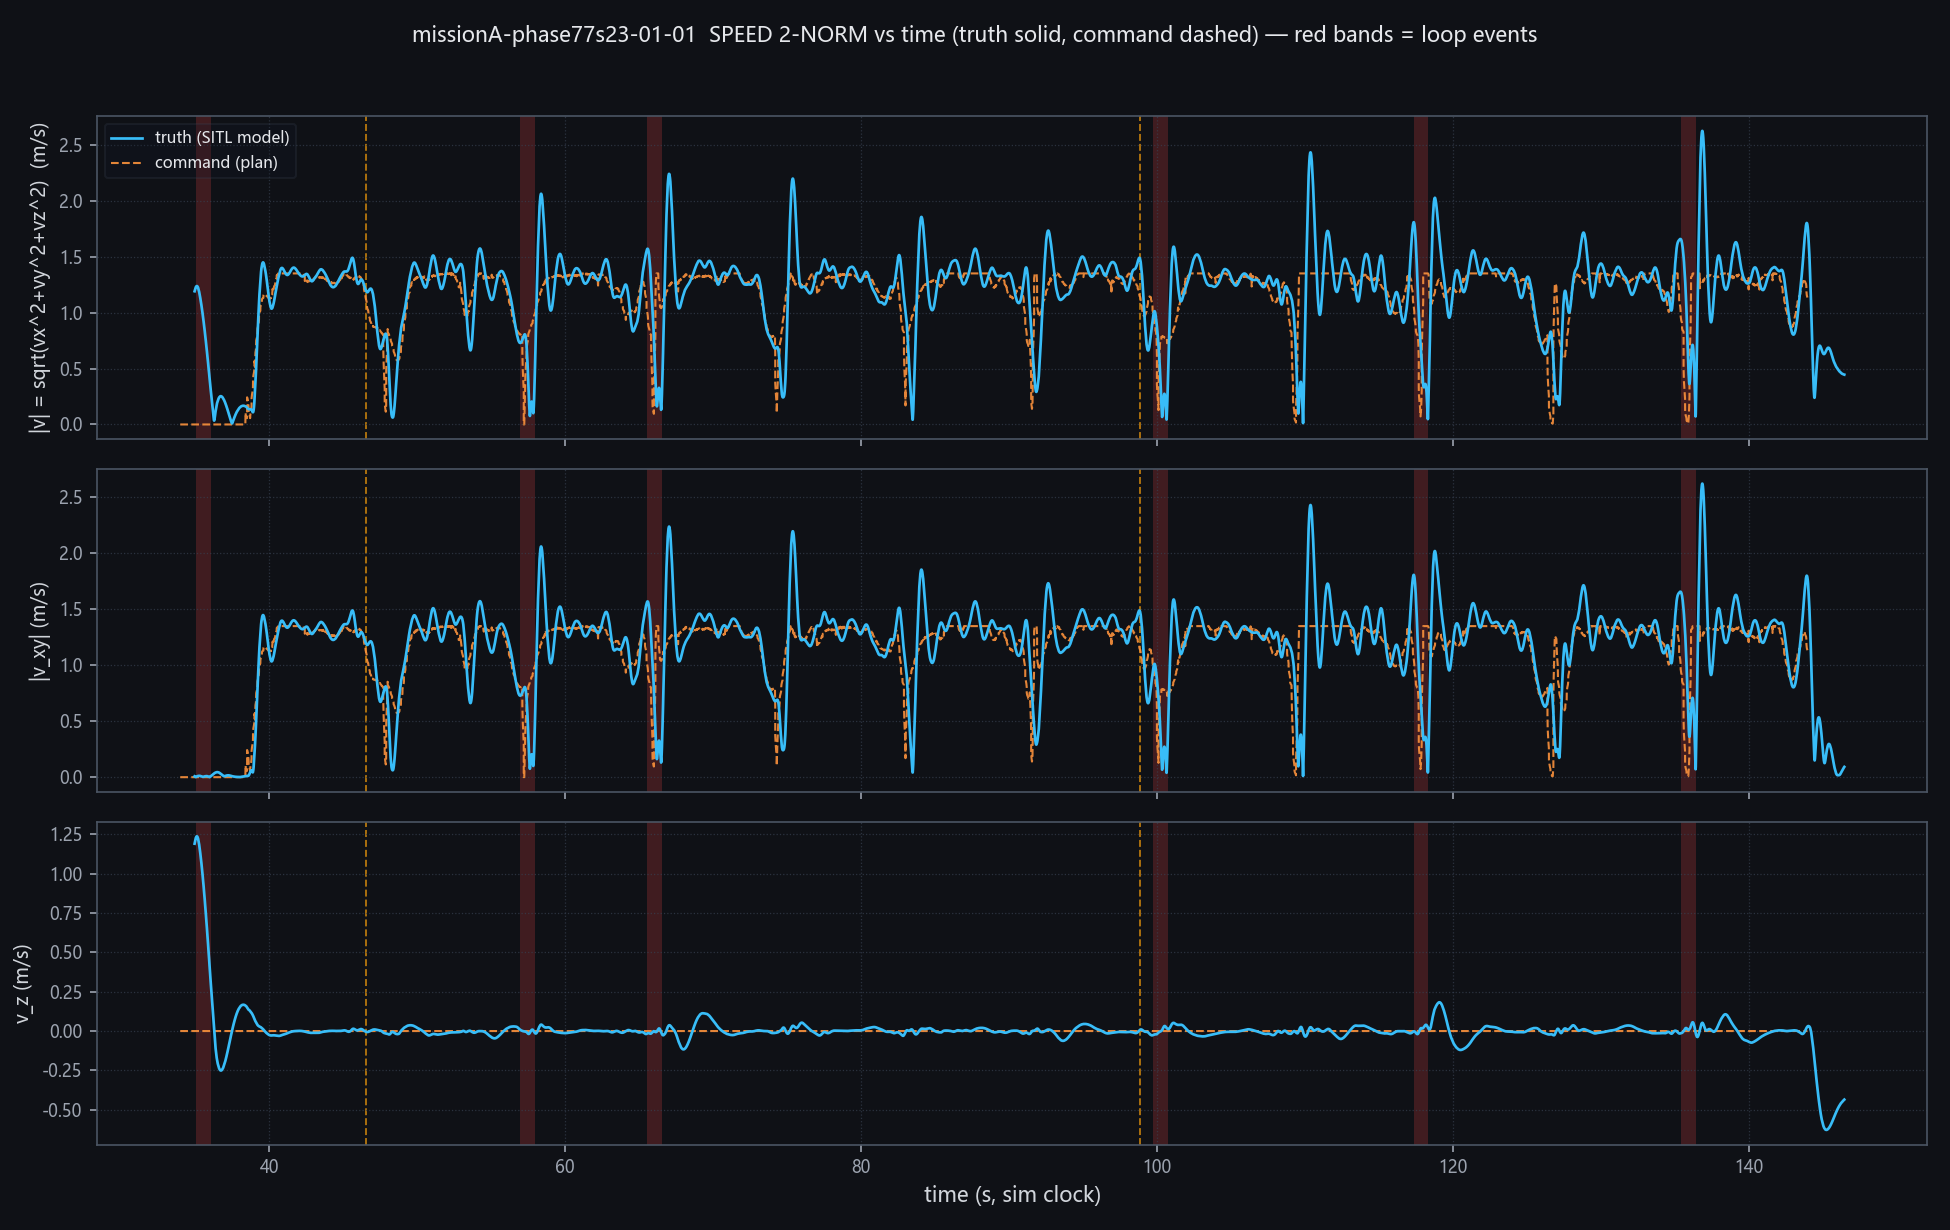 missionA-phase77s23-01-01  SPEED 2-NORM vs time (truth solid, command dashed) — red bands = loop events
|v| = sqrt(vx^2+vy^2+vz^2)  (m/s)
2.5
2.0
1.5
1.0
0.5
0.0
truth (SITL model)
command (plan)
|v_xy| (m/s)
2.5
2.0
1.5
1.0
0.5
0.0
v_z (m/s)
1.25
1.00
0.75
0.50
0.25
0.00
-0.25
-0.50
40 60 80 100 120 140
time (s, sim clock)